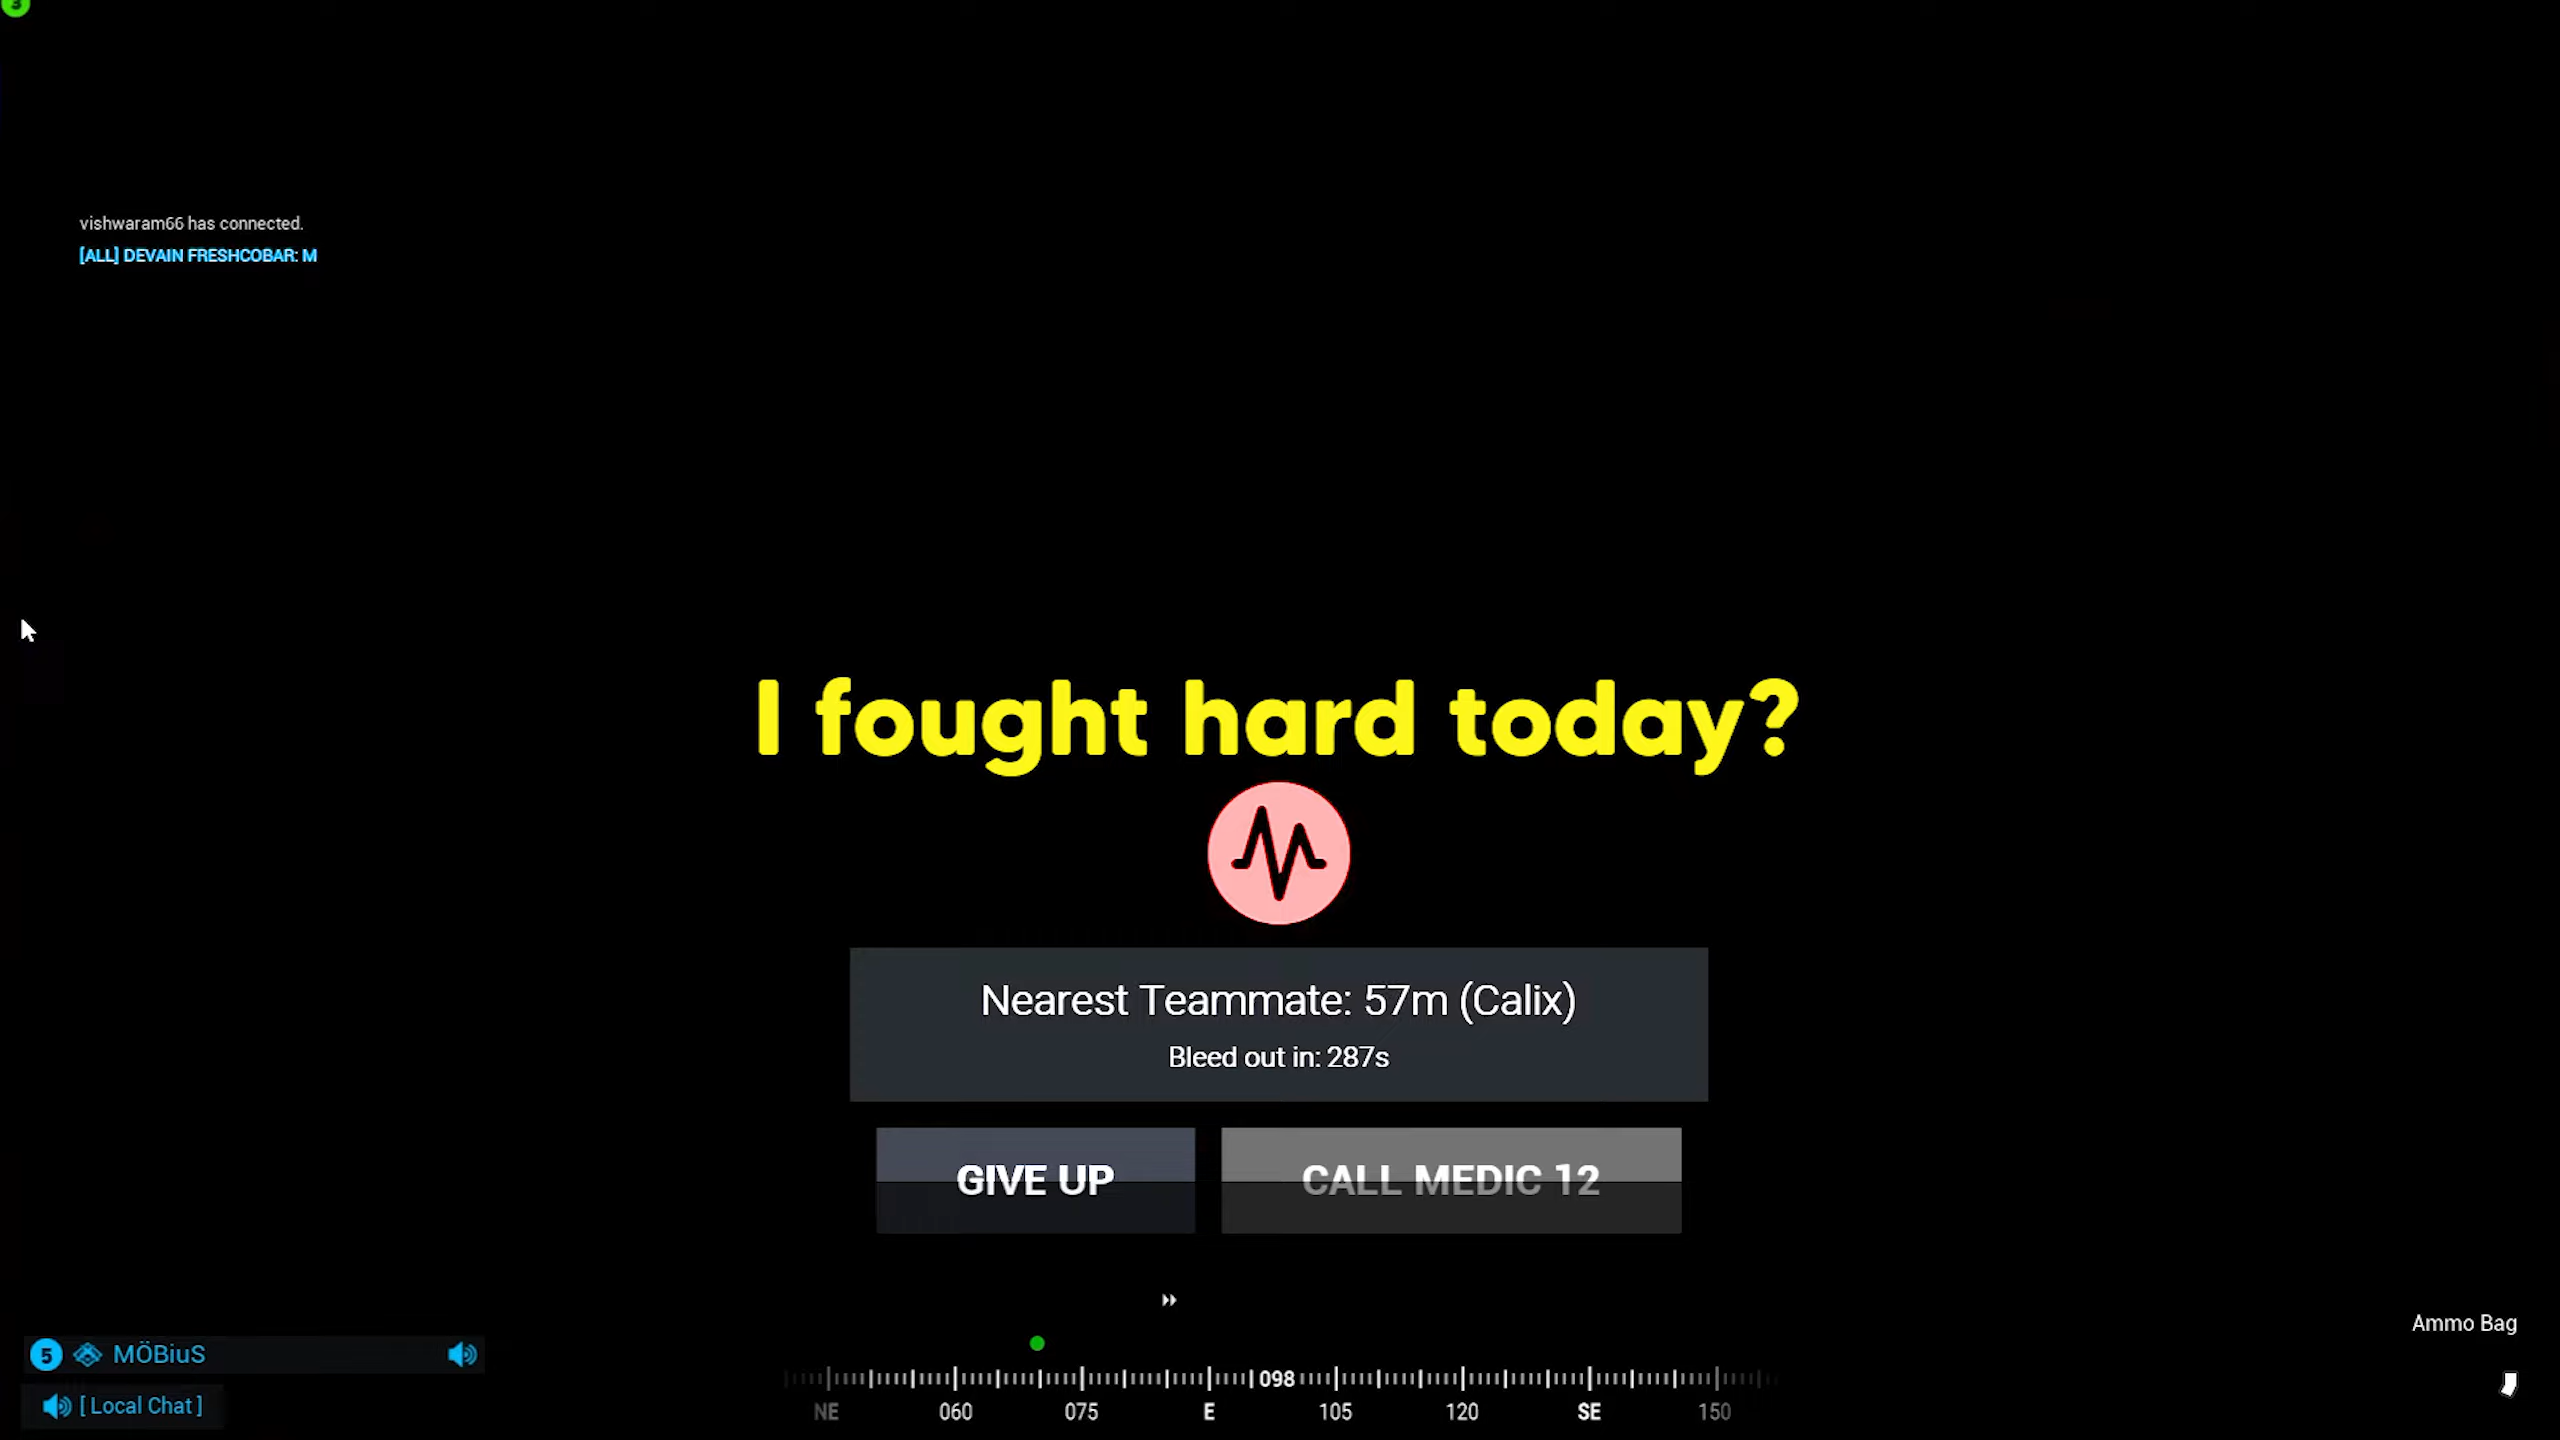 3
vishwaram66 has connected.
[ALL] DEVAIN FRESHCOBAR: M
I fought hard today?
Nearest Teammate: 57m (Calix)
Bleed out in: 287s
GIVE UP
CALL MEDIC 12
Ammo Bag
5 MÖBiuS
[ Local Chat ]
098
NE 060 075 E 105 120 SE 150